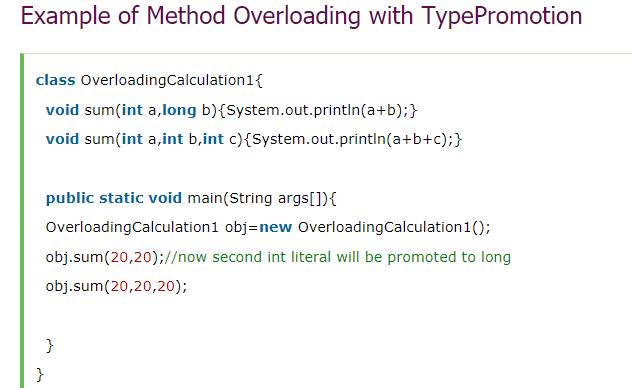 Example of Method Overloading with TypePromotion
class OverloadingCalculation1{
void sum(int a,long b){System.out.println(a+b);}
void sum(int a,int b,int c){System.out.println(a+b+c);}
public static void main(String args[]){
OverloadingCalculation1 obj=new OverloadingCalculation1();
obj.sum(20,20);//now second int literal will be promoted to long
obj.sum(20,20,20);
}
}